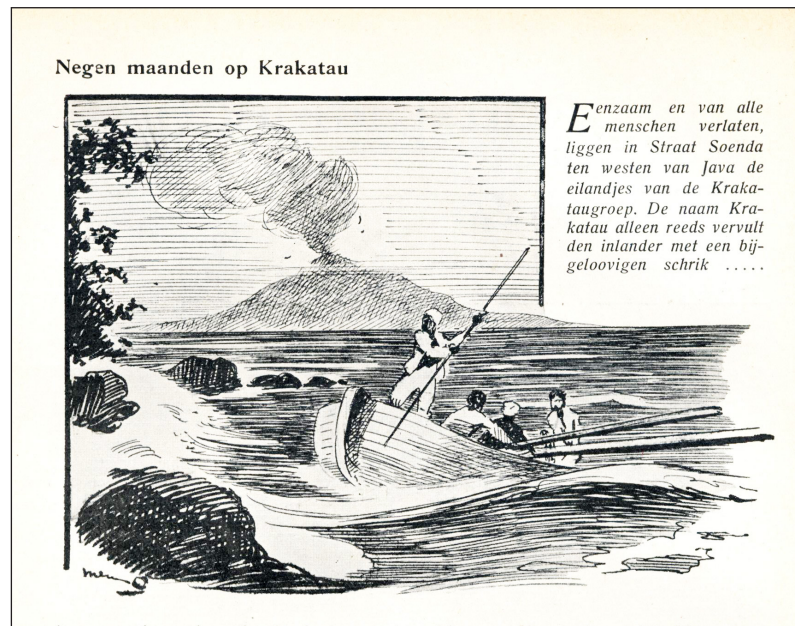 Negen maanden op Krakatau
Eenzaam en van alle
menschen verlaten,
liggen in Straat Soenda
ten westen van Java de
eilandjes van de Kraka-
taugroep. De naam Kra-
katau alleen reeds vervult
den inlander met een bij-
geloovigen schrik .....